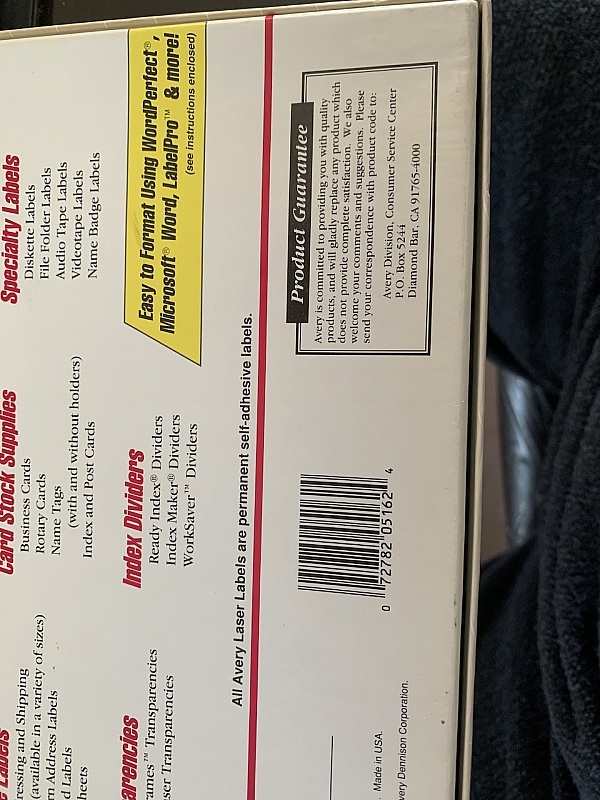 e Labels
ressing and Shipping
(available in a variety of sizes)
rn Address Labels
d Labels
heets
Card Stock Supplies
Business Cards
Rotary Cards
Name Tags
(with and without holders)
Index and Post Cards
Specialty Labels
Diskette Labels
File Folder Labels
Audio Tape Labels
Videotape Labels
Name Badge Labels
arencies
rames™ Transparencies
ser Transparencies
Index Dividers
Ready Index® Dividers
Index Maker® Dividers
WorkSaver™ Dividers
Easy to Format Using WordPerfect®,
Microsoft® Word, LabelPro™ & more!
(see instructions enclosed)
All Avery Laser Labels are permanent self-adhesive labels.
Product Guarantee
Avery is committed to providing you with quality
products, and will gladly replace any product which
does not provide complete satisfaction. We also
welcome your comments and suggestions. Please
send your correspondence with product code to:
Avery Division, Consumer Service Center
P.O. Box 5244
Diamond Bar, CA 91765-4000
0 72782 05162 4
. Made in USA.
very Dennison Corporation.